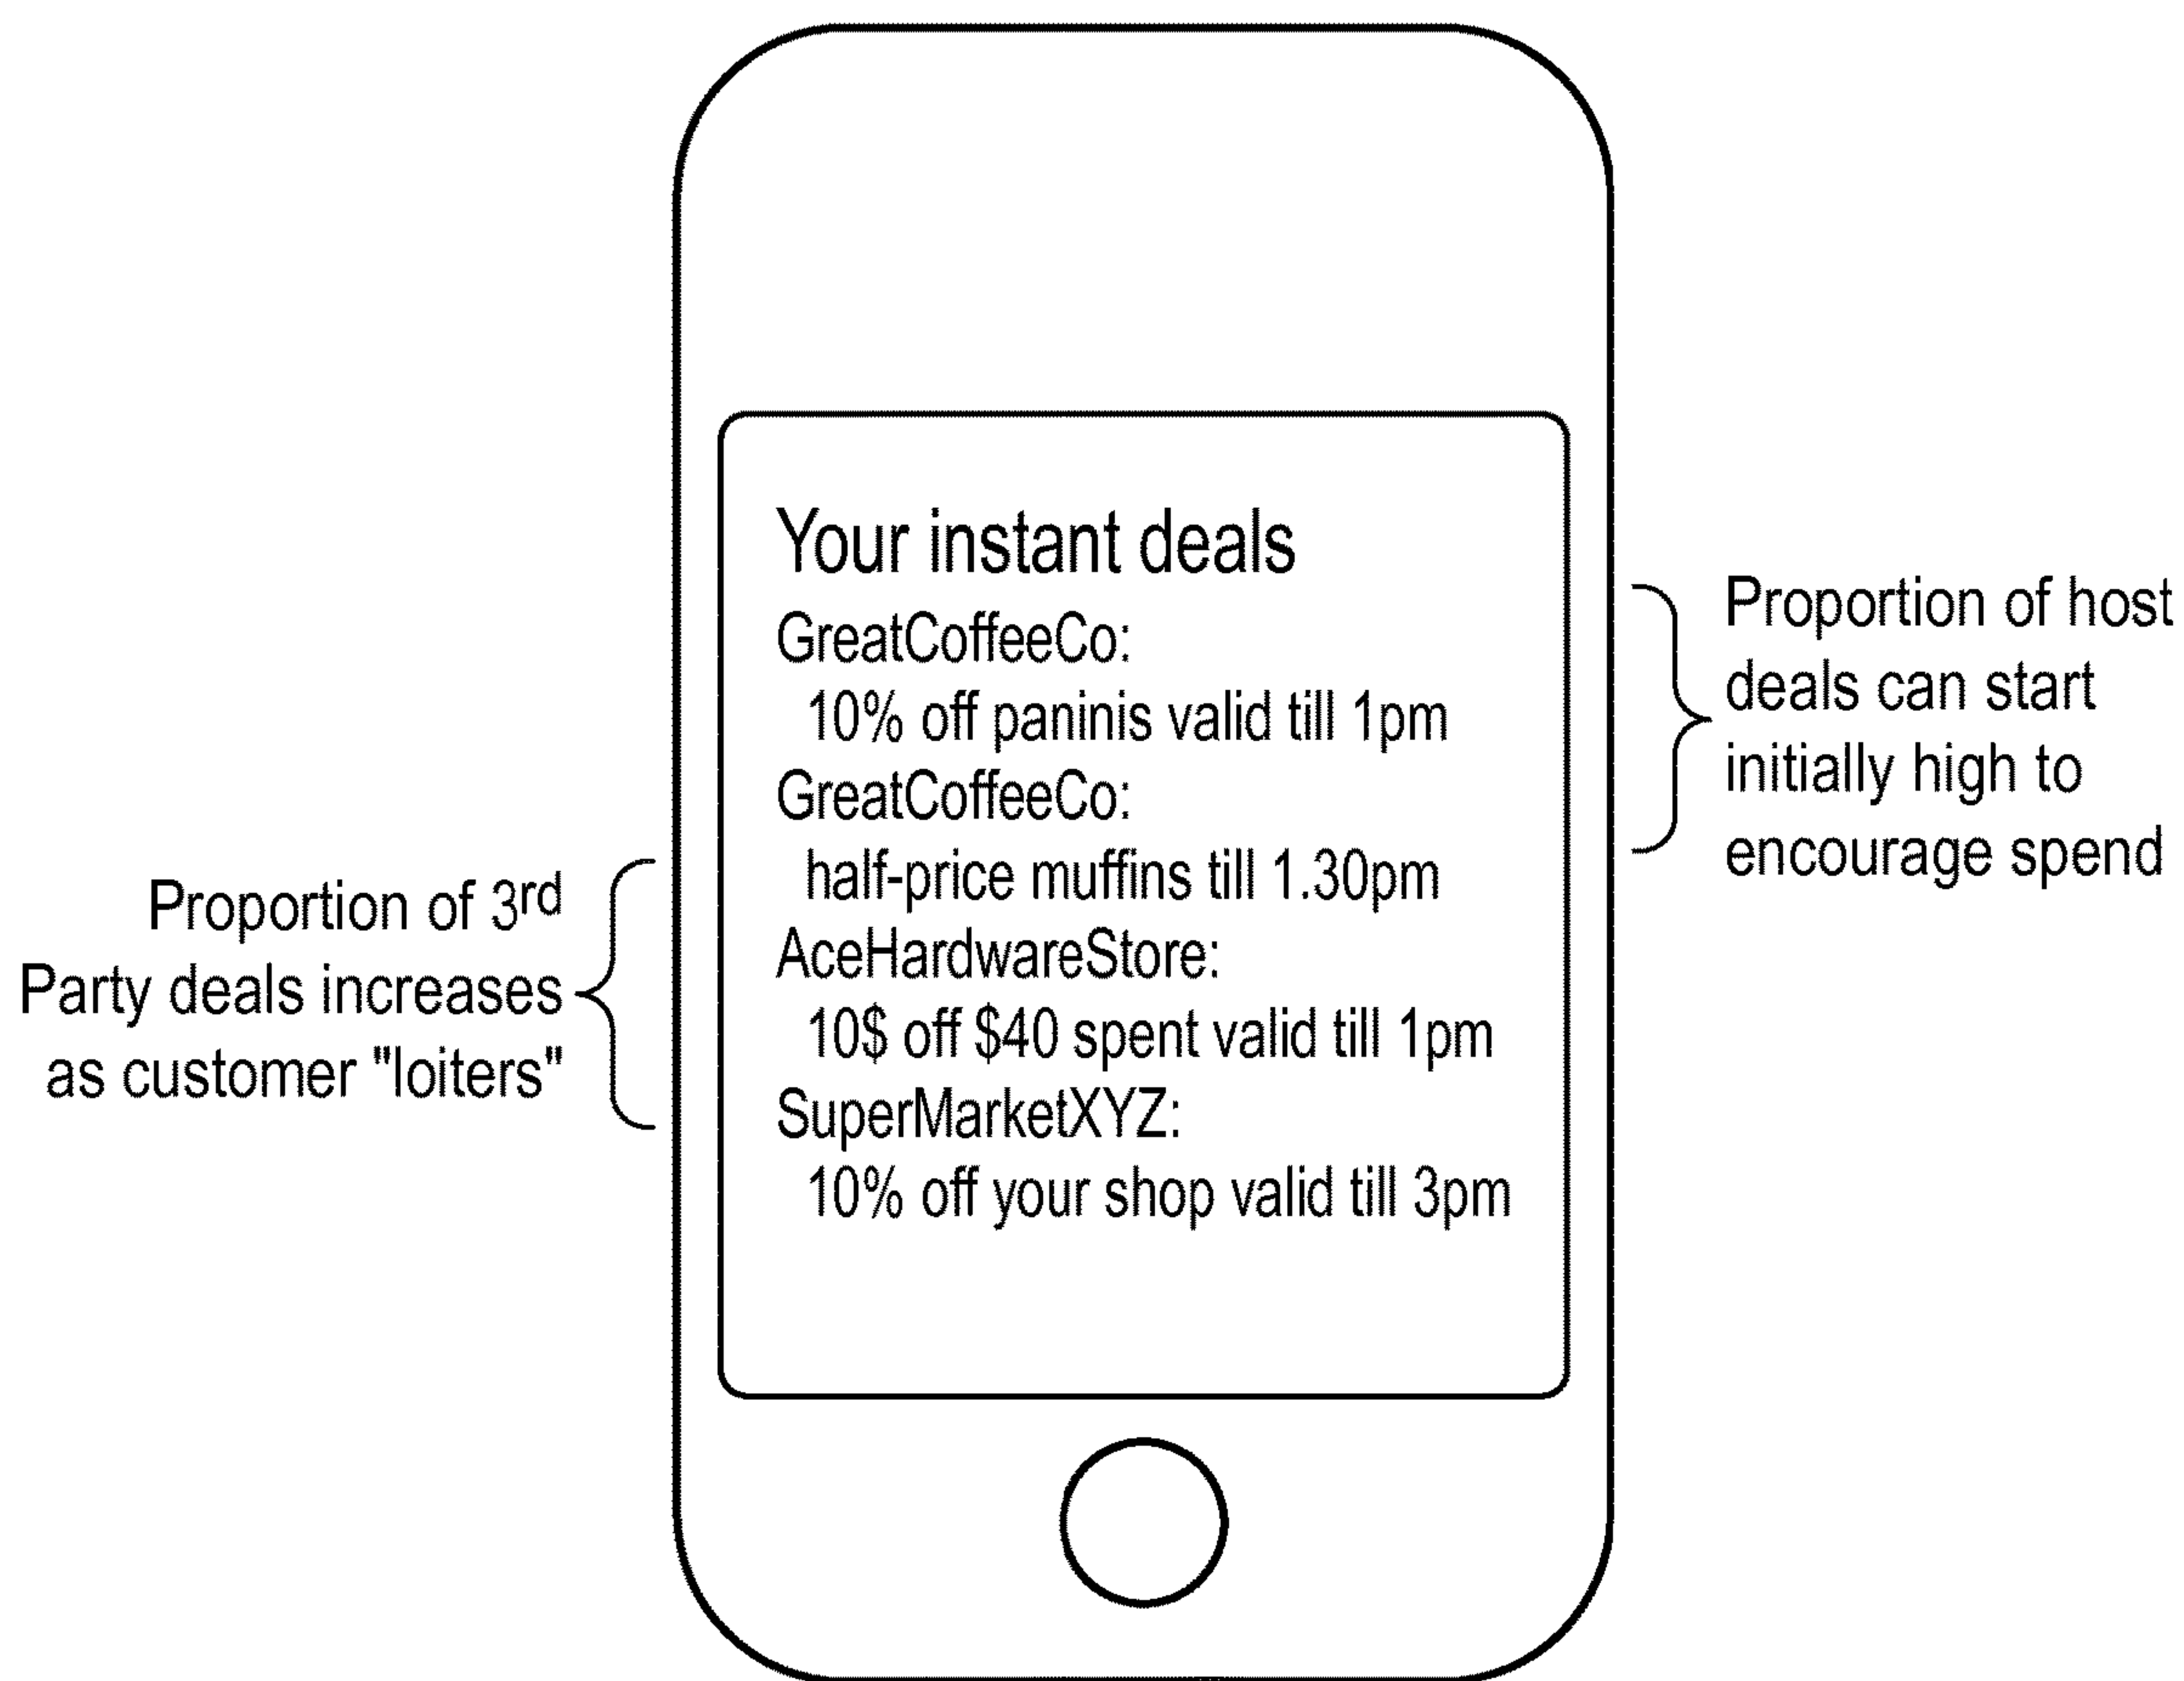 Your instant deals
GreatCoffeeCo:
10% off paninis valid till 1pm
GreatCoffeeCo:
half-price muffins till 1.30pm
AceHardwareStore:
10$ off $40 spent valid till 1pm
SuperMarketXYZ:
10% off your shop valid till 3pm
Proportion of host
deals can start
initially high to
encourage spend
Proportion of 3rd
Party deals increases
as customer "loiters"